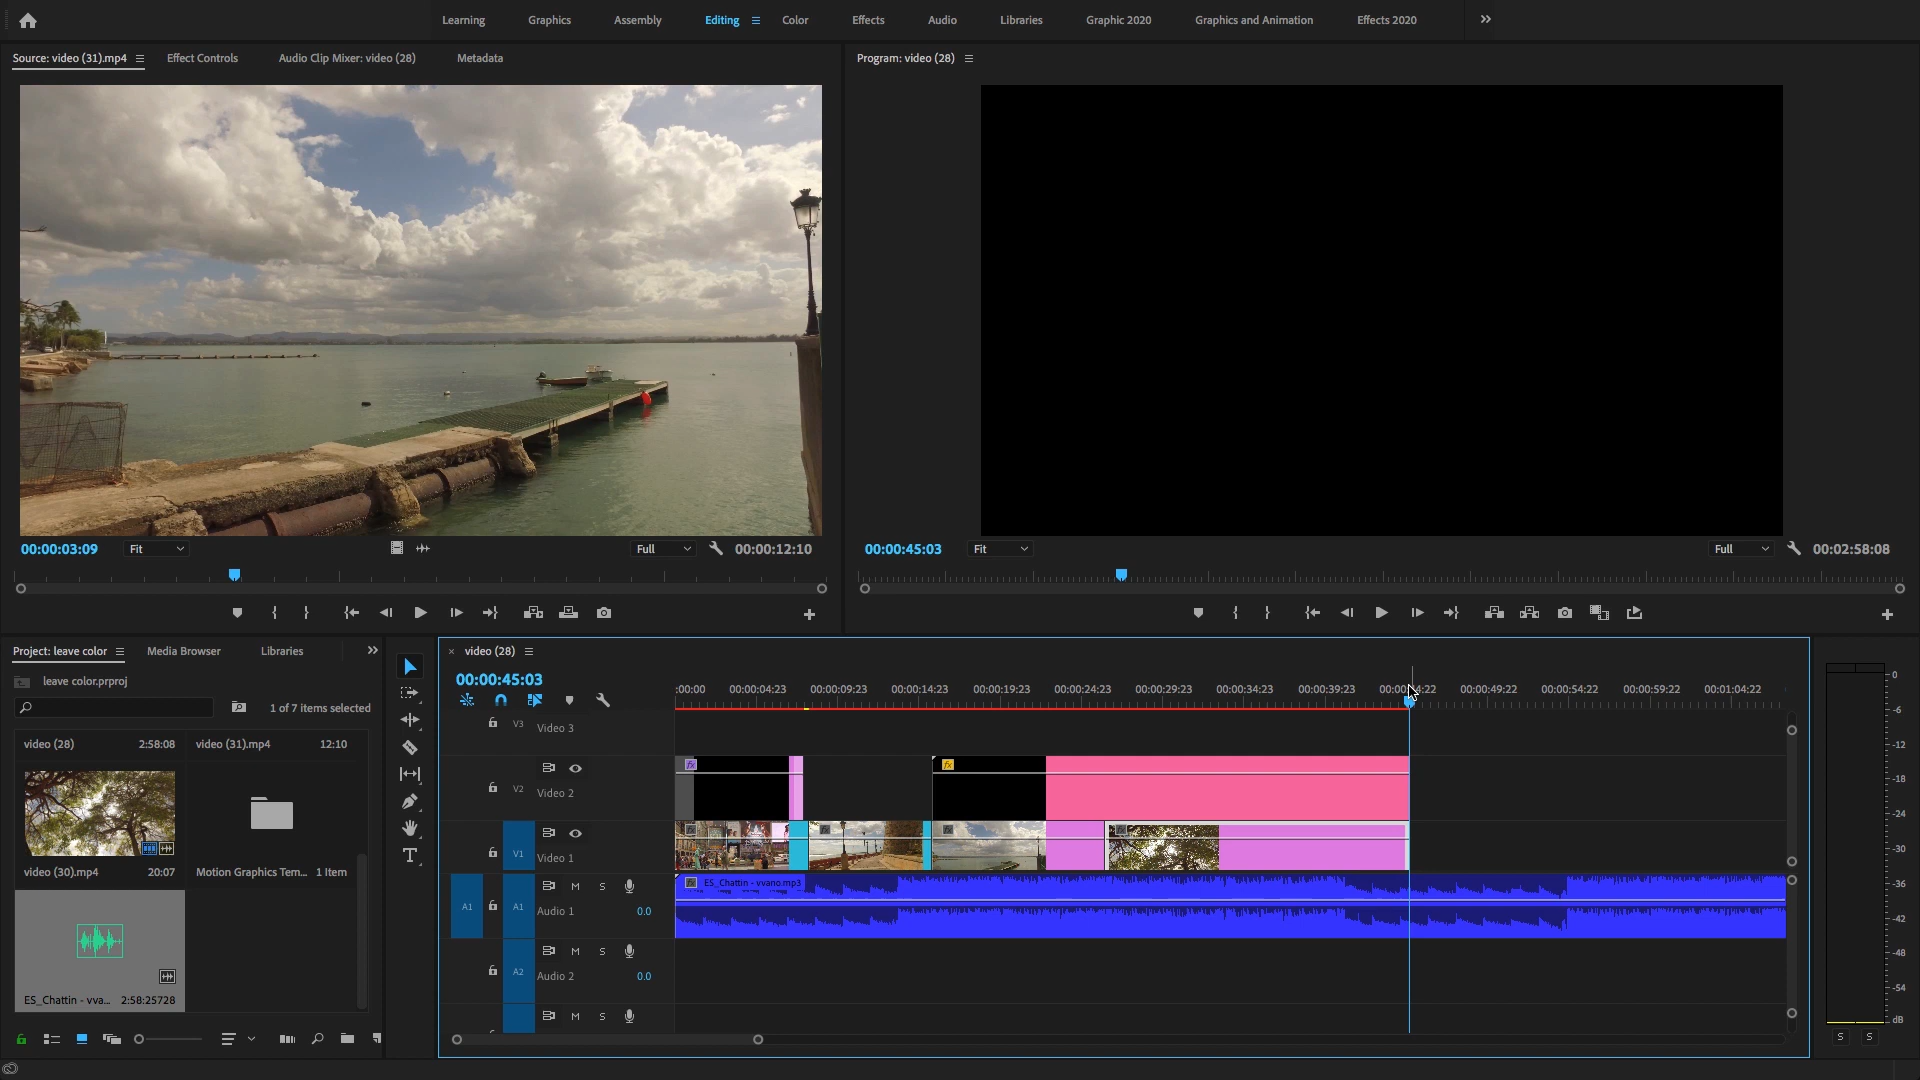 Learning Graphics Assembly Editing Color Effects Audio Libraries Graphic 2020 Graphics and Animation Effects 2020
Source: video (31).mp4 Effect Controls Audio Clip Mixer: video (28) Metadata
Program: video (28)
00:00:03:09 Fit Full 00:00:12:10
00:00:45:03 Fit Full 00:02:58:08
Project: leave color Media Browser Libraries
leave color.prproj
1 of 7 items selected
video (28) 2:58:08 video (31).mp4 12:10
video (30).mp4 20:07 Motion Graphics Tem... 1 Item
ES_Chattin - vva... 2:58:25728
video (28)
00:00:45:03
:00:00 00:00:04:23 00:00:09:23 00:00:14:23 00:00:19:23 00:00:24:23 00:00:29:23 00:00:34:23 00:00:39:23 00:00:49:22 00:00:54:22 00:00:59:22 00:01:04:22
V3 Video 3
V2 Video 2
fx
fx
V1 Video 1
A1 A1 M S
Audio 1 0.0
fx ES_Chattin - vvano.mp3
A2 M S
Audio 2 0.0
M S
0
-6
-12
-18
-24
-30
-36
-42
-48
-54
dB
S S